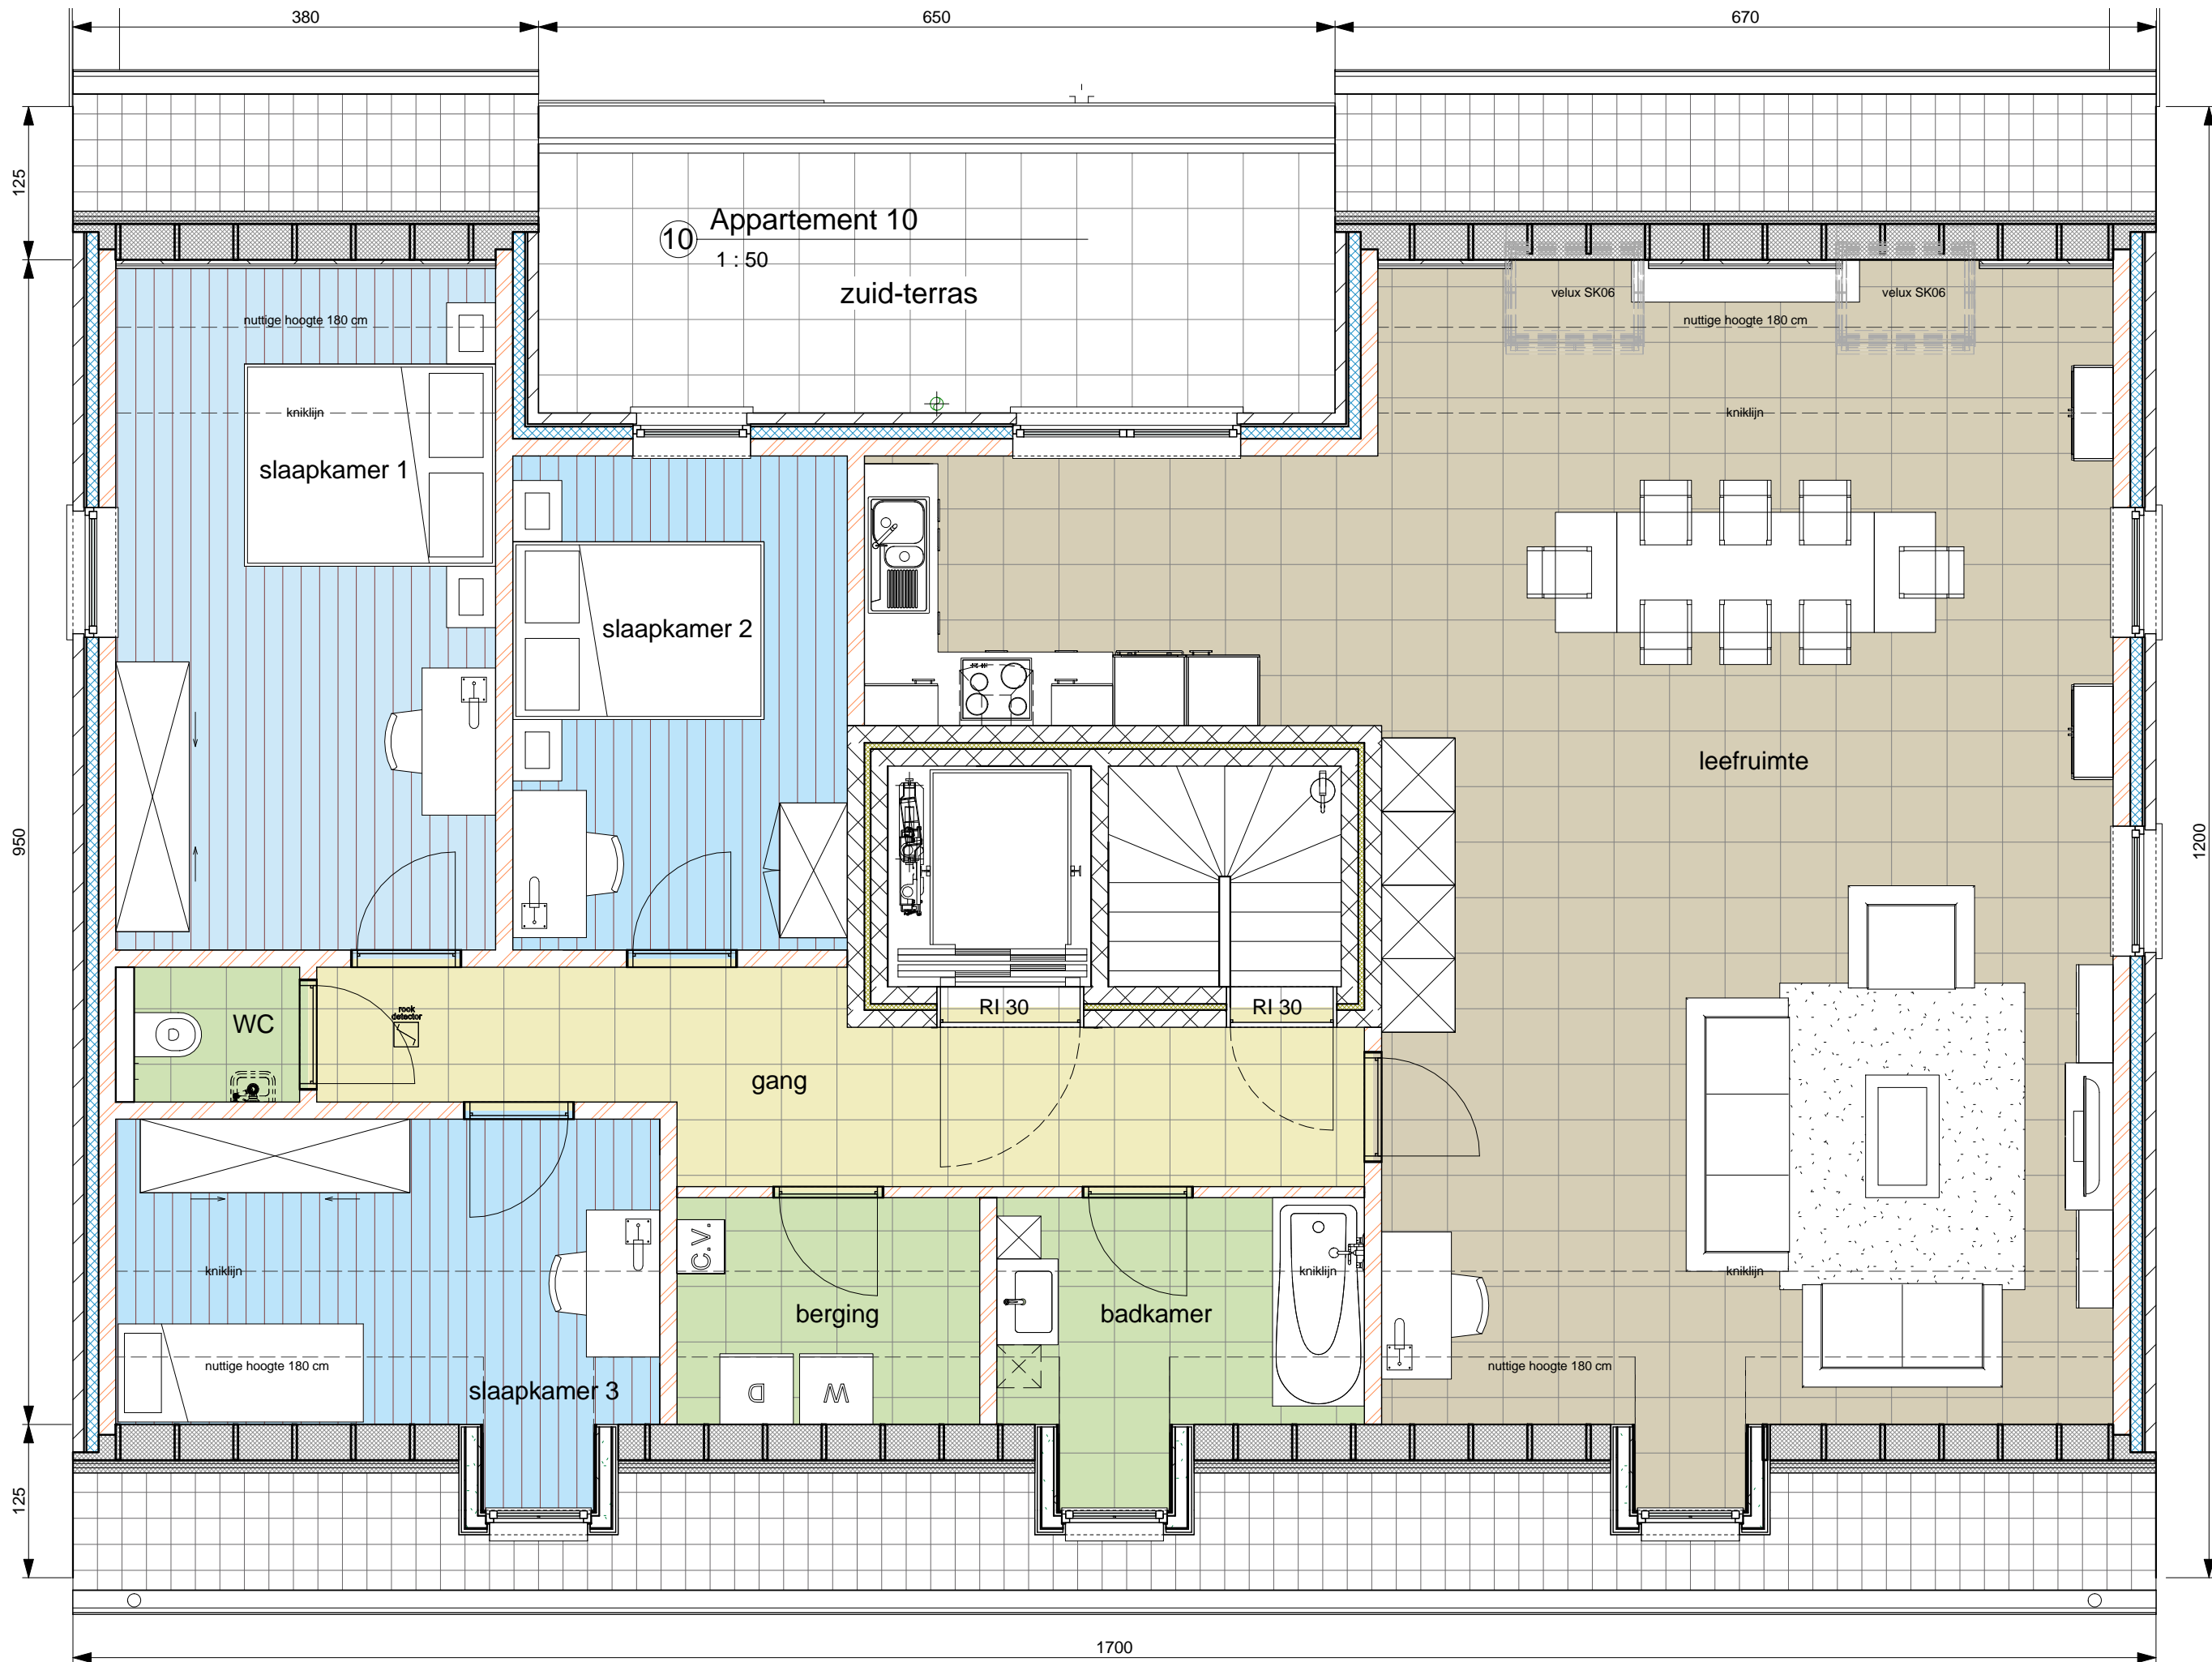 380
650
670
125
Appartement 10
10
1 : 50
zuid-terras
velux SK06
velux SK06
nuttige hoogte 180 cm
nuttige hoogte 180 cm
kniklijn
kniklijn
slaapkamer 1
slaapkamer 2
leefruimte
950
1200
RI 30
RI 30
rook
detector
WC
gang
C.V.
kniklijn
kniklijn
kniklijn
berging
badkamer
nuttige hoogte 180 cm
nuttige hoogte 180 cm
slaapkamer 3
D
W
125
1700